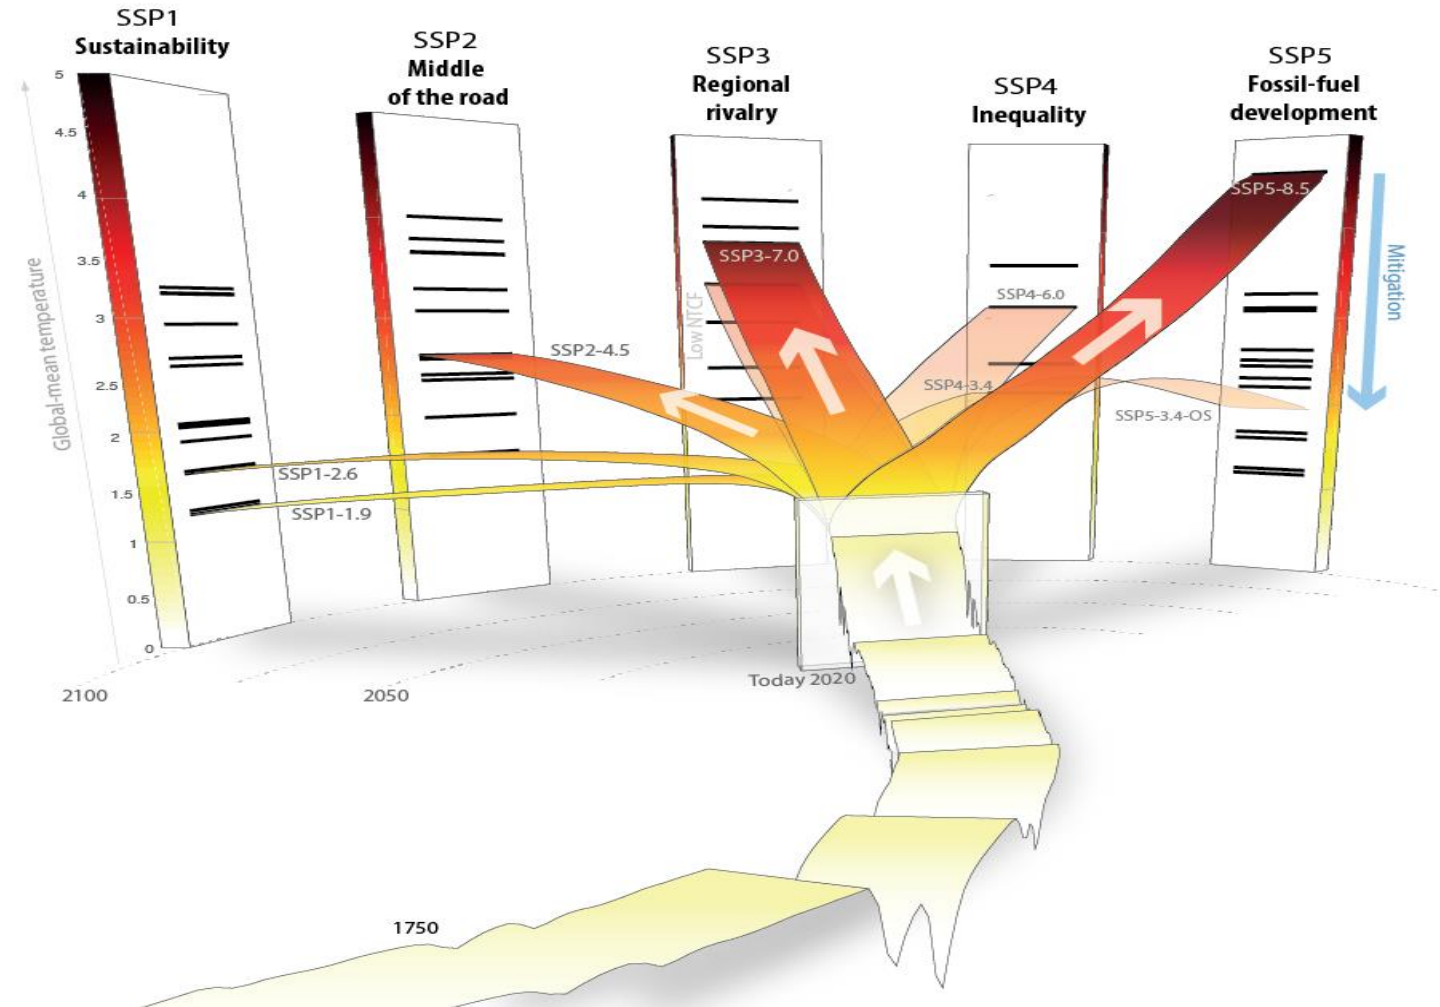 SSP1
Sustainability
SSP2
Middle
of the road
SSP3
Regional
rivalry
SSP4
Inequality
SSP5
Fossil-fuel
development
Global-mean temperature
5
4.5
4
3.5
3
2.5
2
1.5
1
0.5
0
SSP5-8.5
SSP3-7.0
Low NTCF
SSP4-6.0
SSP2-4.5
SSP4-3.4
SSP5-3.4-OS
SSP1-2.6
SSP1-1.9
Mitigation
2100
2050
Today 2020
1750